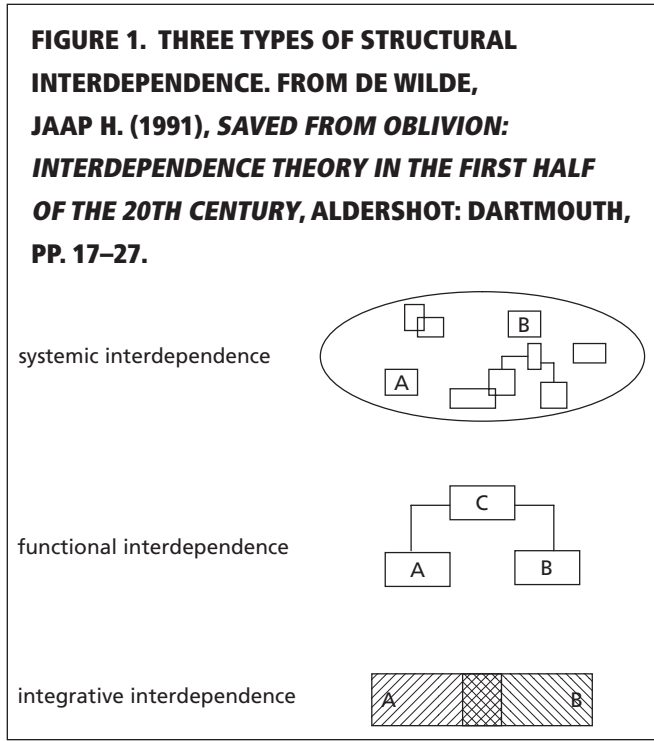 FIGURE 1. THREE TYPES OF STRUCTURAL
INTERDEPENDENCE. FROM DE WILDE,
JAAP H. (1991), SAVED FROM OBLIVION:
INTERDEPENDENCE THEORY IN THE FIRST HALF
OF THE 20TH CENTURY, ALDERSHOT: DARTMOUTH,
PP. 17–27.
systemic interdependence
B
A
functional interdependence
C
A
B
integrative interdependence
A
B